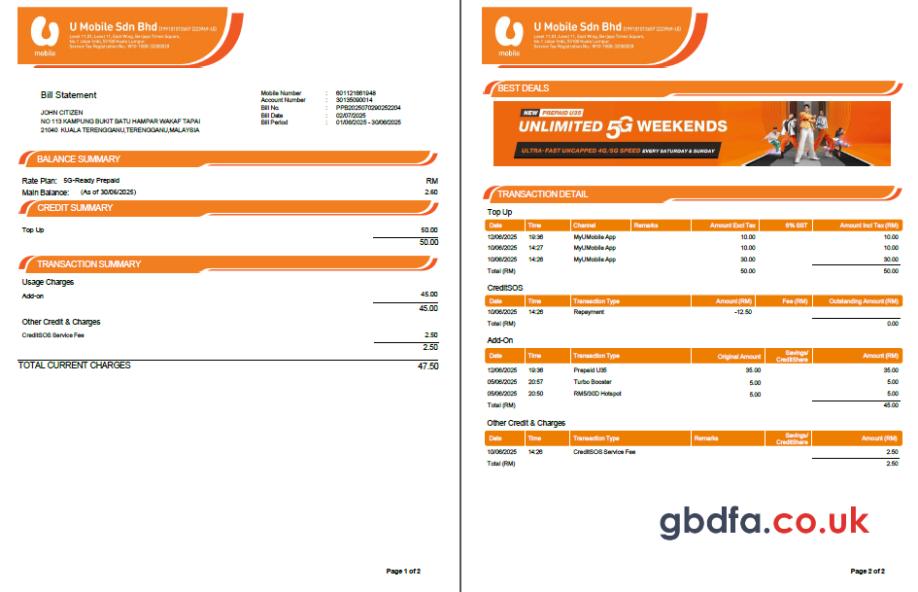 U Mobile Sdn Bhd
mobile
Bill Statement
JOHN CITIZEN
NO 113 KAMPUNG BUKIT BATU HAMPAR WAKAF TAPAI
21040 KUALA TERENGGANU,TERENGGANU,MALAYSIA
Mobile Number : 601121861948
Account Number : 30135090014
Bill No. : PPB2025070290252204
Bill Date : 02/07/2025
Bill Period : 01/06/2025 - 30/06/2025
BALANCE SUMMARY
Rate Plan: 5G-Ready Prepaid RM
Main Balance: (As of 30/06/2025) 2.60
CREDIT SUMMARY
Top Up 50.00
50.00
TRANSACTION SUMMARY
Usage Charges
Add-on 45.00
45.00
Other Credit & Charges
CreditSOS Service Fee 2.50
2.50
TOTAL CURRENT CHARGES 47.50
Page 1 of 2
U Mobile Sdn Bhd
mobile
BEST DEALS
NEW PREPAID U35
UNLIMITED 5G WEEKENDS
ULTRA-FAST UNCAPPED 4G/5G SPEED EVERY SATURDAY & SUNDAY
TRANSACTION DETAIL
Top Up
Date Time Channel Remarks Amount Excl Tax Amount Incl Tax (RM)
12/06/2025 19:36 MyUMobile App 10.00 10.00
10/06/2025 14:27 MyUMobile App 10.00 10.00
10/06/2025 14:26 MyUMobile App 30.00 30.00
Total (RM) 50.00 50.00
CreditSOS
Date Time Transaction Type Amount (RM) Fee (RM) Outstanding Amount (RM)
10/06/2025 14:26 Repayment -12.50
Total (RM) 0.00
Add-On
Date Time Transaction Type Original Amount Savings/ CreditShare Amount (RM)
12/06/2025 19:36 Prepaid U35 35.00 35.00
05/06/2025 20:57 Turbo Booster 5.00 5.00
05/06/2025 20:50 RM5/30D Hotspot 5.00 5.00
Total (RM) 45.00
Other Credit & Charges
Date Time Transaction Type Remarks Savings/ CreditShare Amount (RM)
10/06/2025 14:26 CreditSOS Service Fee 2.50
Total (RM) 2.50
gbdfa.co.uk
Page 2 of 2